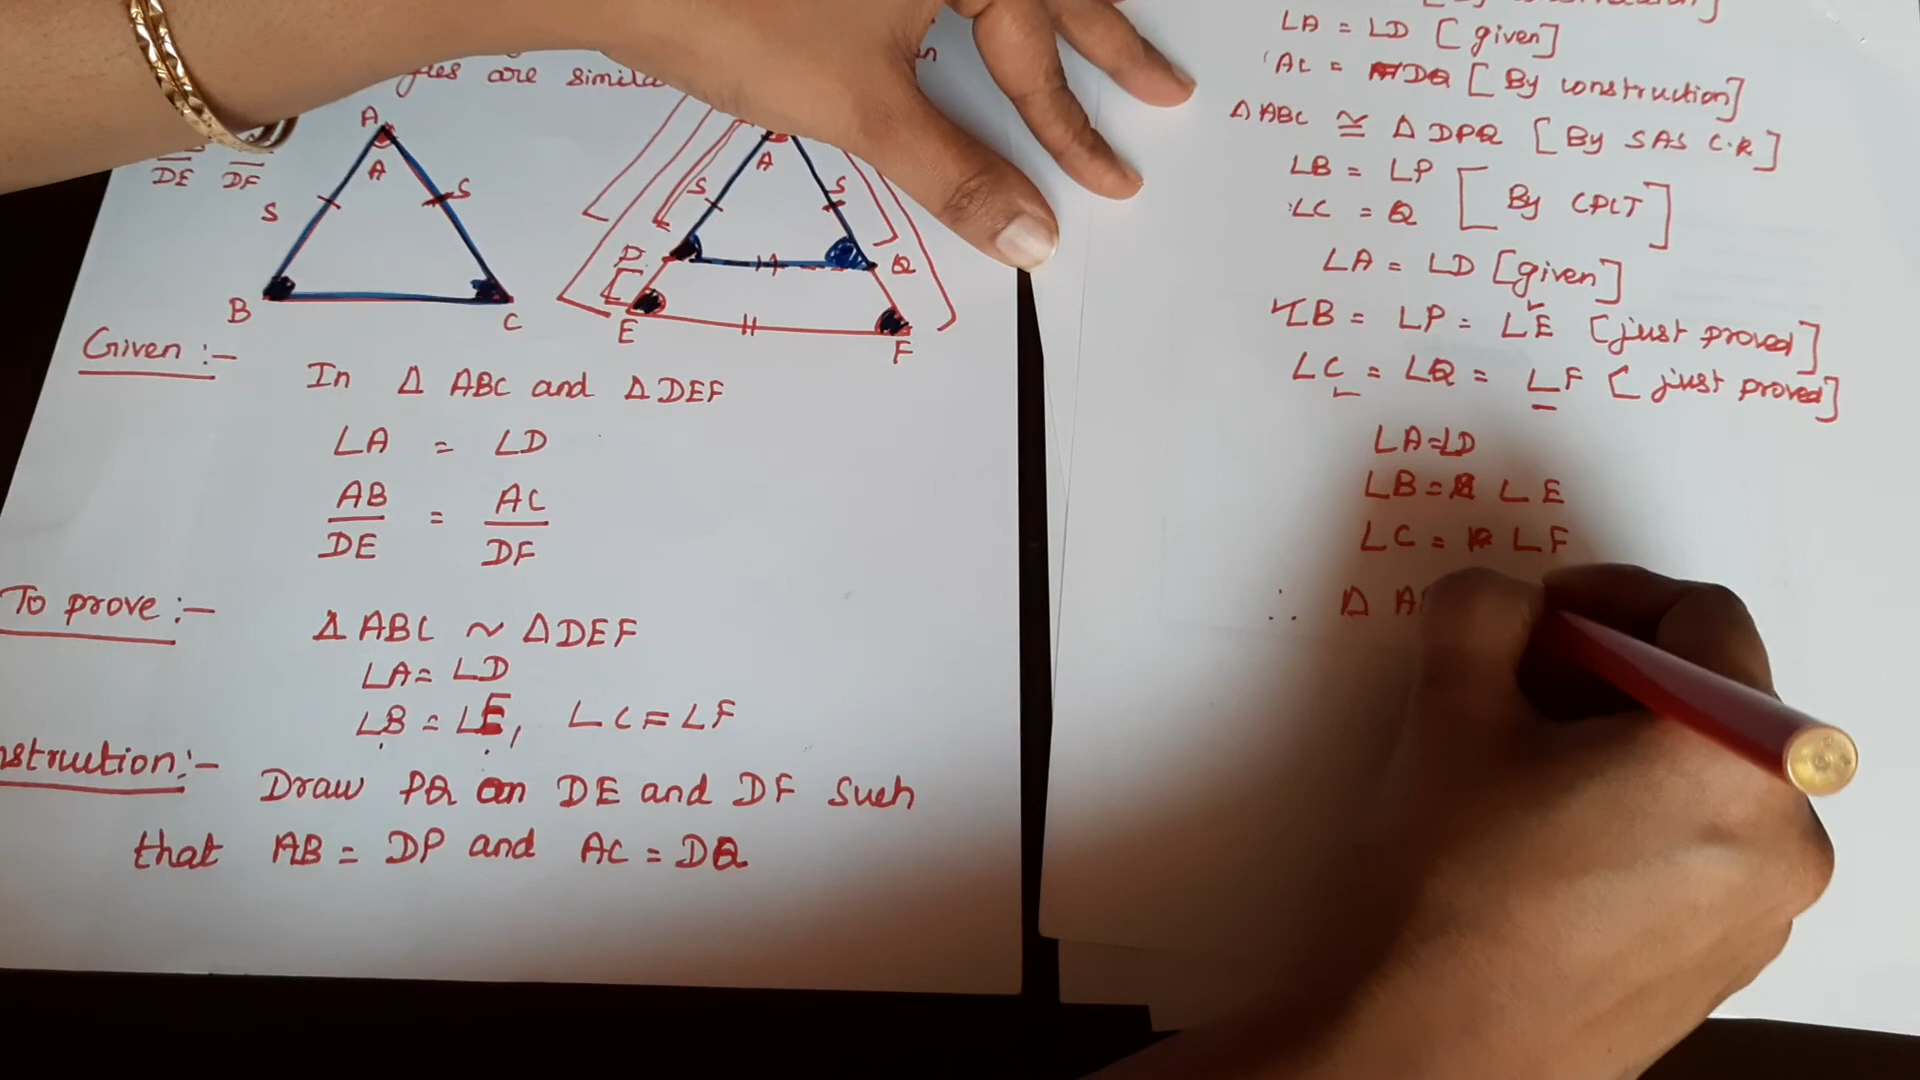 are similar
DE DF
A
A
S
S
B
C
A
S
S
P
Q
E
F
Given :-
In Δ ABC and Δ DEF
∠A = ∠D
AB = AC
DE DF
To prove :-
Δ ABC ~ Δ DEF
∠A = ∠D
∠B = ∠E, ∠C = ∠F
nstruction :-
Draw PQ on DE and DF such
that AB = DP and AC = DQ
∠A = ∠D [given]
AC = DQ [By construction]
Δ ABC ≅ Δ DPQ [By SAS C.R]
∠B = ∠P
∠C = Q [By CPCT]
∠A = ∠D [given]
∠B = ∠P = ∠E [just proved]
∠C = ∠Q = ∠F [just proved]
∠A = ∠D
∠B = ∠E
∠C = ∠F
∴ Δ A